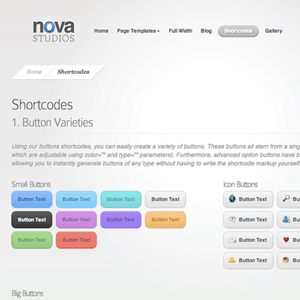 nova
STUDIOS
Home Page Templates » Full Width Blog Shortcodes Gallery
Home Shortcodes
Shortcodes
1. Button Varieties
Using our buttons shortcodes, you can easily create a variety of buttons. These buttons all stem from a sing
which are adjustable using color="" and type="" parameters). Furthermore, advanced option buttons have b
allowing you to instantly generate buttons of any type without having to write the shortcode markup yourself.
Small Buttons
Icon Buttons
Button Text Button Text Button Text Button Text Button Text Button
Button Text Button Text Button Text Button Text Button Text Button
Button Text Button Text Button Text Button
Button Text Button
Big Buttons